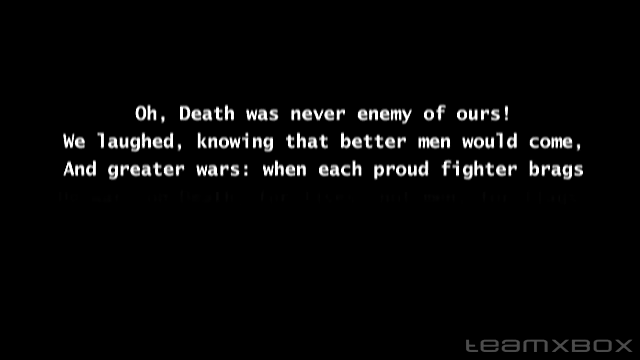 Oh, Death was never enemy of ours!
We laughed, knowing that better men would come,
And greater wars: when each proud fighter brags
teamxbox